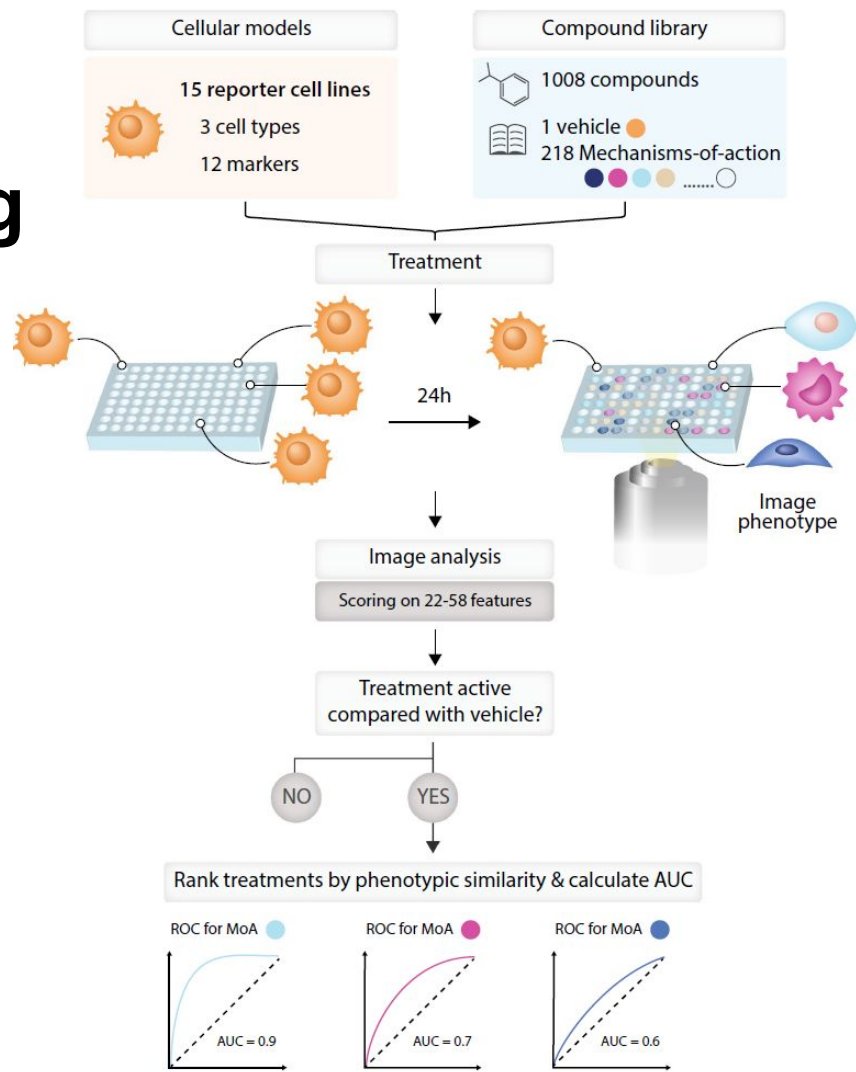 Cellular models
Compound library
15 reporter cell lines
3 cell types
12 markers
1008 compounds
1 vehicle
218 Mechanisms-of-action
.......
g
Treatment
24h
Image
phenotype
Image analysis
Scoring on 22-58 features
Treatment active
compared with vehicle?
NO
YES
Rank treatments by phenotypic similarity & calculate AUC
ROC for MoA
ROC for MoA
ROC for MoA
AUC = 0.9
AUC = 0.7
AUC = 0.6